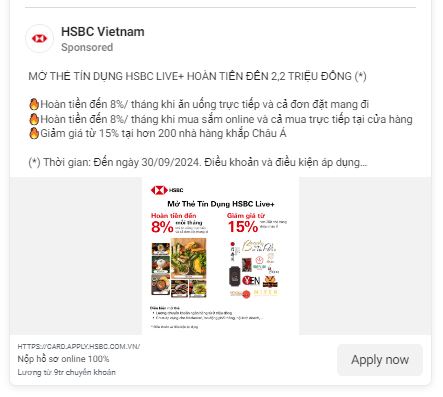 HSBC Vietnam
Sponsored
MỞ THẺ TÍN DỤNG HSBC LIVE+ HOÀN TIỀN ĐẾN 2,2 TRIỆU ĐỒNG (*)
🔥Hoàn tiền đến 8%/ tháng khi ăn uống trực tiếp và cả đơn đặt mang đi
🔥Hoàn tiền đến 8%/ tháng khi mua sắm online và cả mua trực tiếp tại cửa hàng
🔥Giảm giá từ 15% tại hơn 200 nhà hàng khắp Châu Á
(*) Thời gian: Đến ngày 30/09/2024. Điều khoản và điều kiện áp dụng...
HSBC
Mở Thẻ Tín Dụng HSBC Live+
Hoàn tiền đến
8% mỗi tháng
Giảm giá từ
15%
HTTPS://CARD.APPLY.HSBC.COM.VN/
Nộp hồ sơ online 100%
Lương từ 9tr chuyển khoản
Apply now